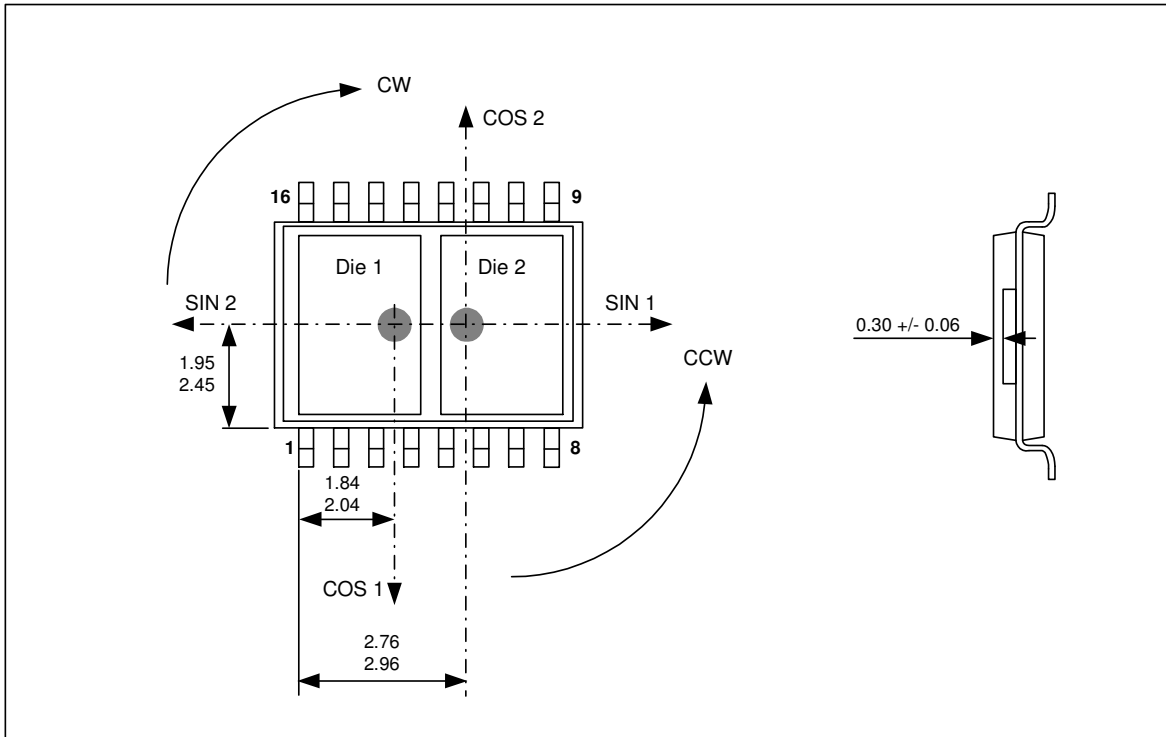 CW
COS 2
16
9
Die 1
Die 2
SIN 2
SIN 1
1.95
2.45
0.30 +/- 0.06
CCW
1
8
1.84
2.04
COS 1
2.76
2.96